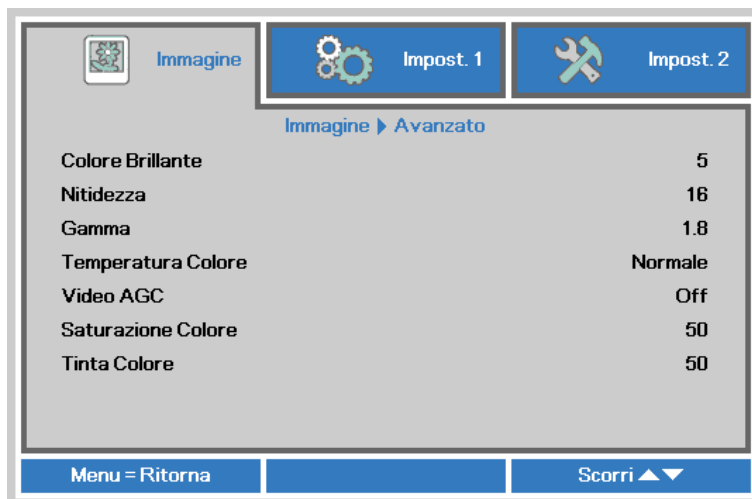 Immagine
Impost. 1
Impost. 2
Immagine ▶ Avanzato
Colore Brillante 5
Nitidezza 16
Gamma 1.8
Temperatura Colore Normale
Video AGC Off
Saturazione Colore 50
Tinta Colore 50
Menu = Ritorna
Scorri ▲▼